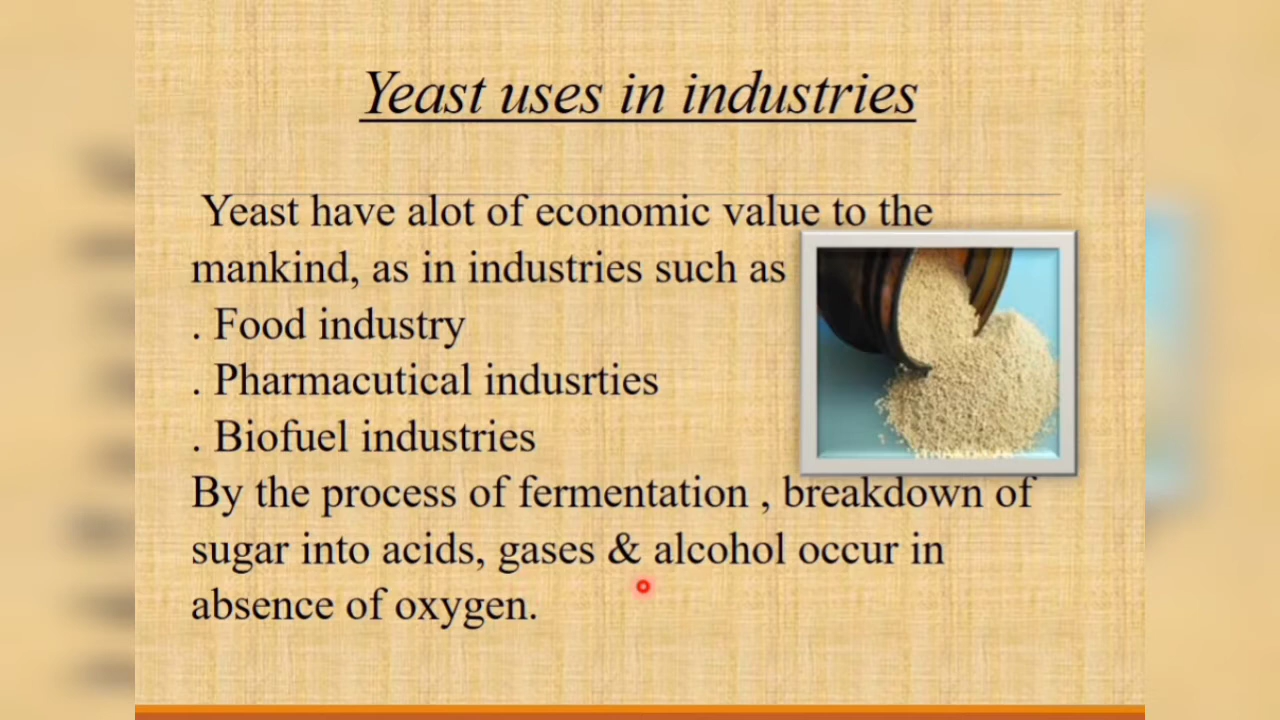 Yeast uses in industries
Yeast have alot of economic value to the
mankind, as in industries such as
. Food industry
. Pharmacutical indusrties
. Biofuel industries
By the process of fermentation , breakdown of
sugar into acids, gases & alcohol occur in
absence of oxygen.